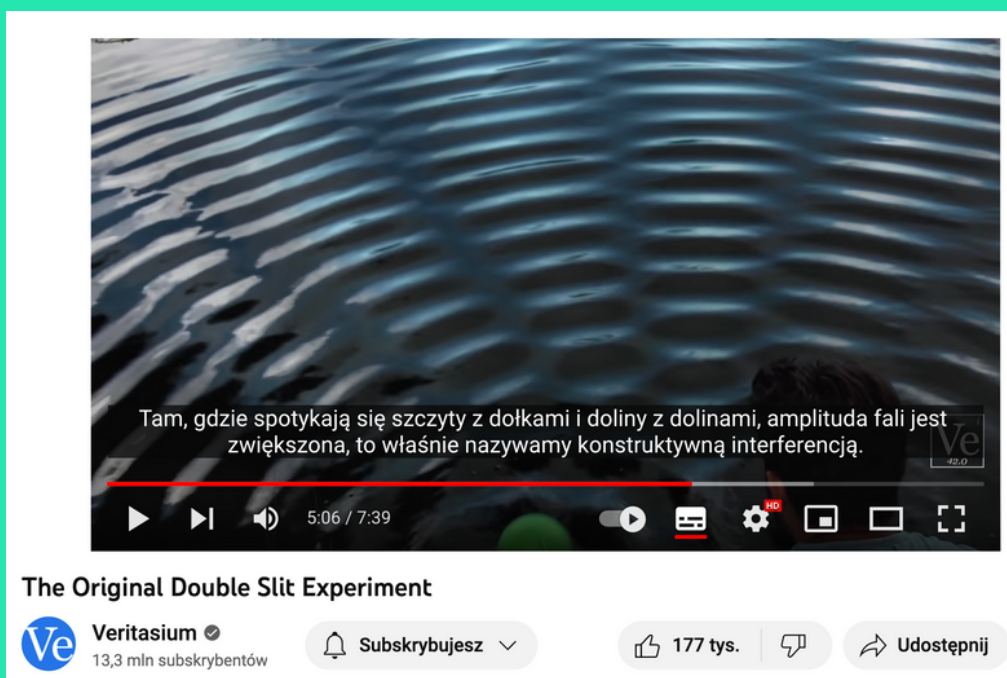 Tam, gdzie spotykają się szczyty z dołkami i doliny z dolinami, amplituda fali jest
zwiększona, to właśnie nazywamy konstruktywną interferencją.
Ve
42.0
HD
5:06 / 7:39
The Original Double Slit Experiment
Ve
Veritasium
13,3 mln subskrybentów
Subskrybujesz
177 tys.
Udostępnij